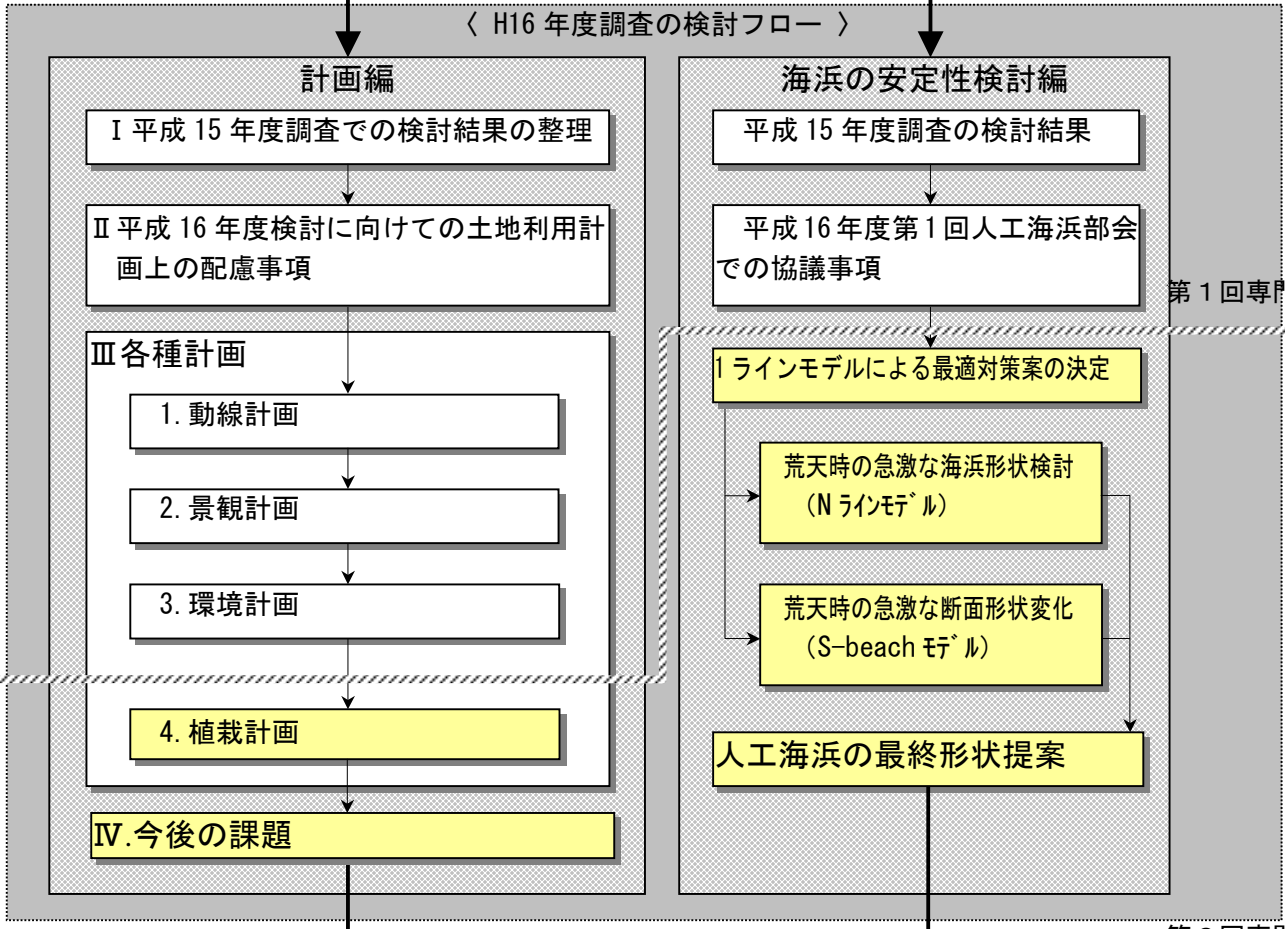 〈 H16 年度調査の検討フロー 〉
計画編
Ⅰ 平成 15 年度調査での検討結果の整理
Ⅱ 平成 16 年度検討に向けての土地利用計
画上の配慮事項
Ⅲ 各種計画
1. 動線計画
2. 景観計画
3. 環境計画
4. 植栽計画
Ⅳ.今後の課題
海浜の安定性検討編
平成 15 年度調査の検討結果
平成 16 年度第 1 回人工海浜部会
での協議事項
第 1 回専門
1 ラインモデルによる最適対策案の決定
荒天時の急激な海浜形状検討
(N ﾗｲﾝﾓﾃﾞﾙ)
荒天時の急激な断面形状変化
(S-beach ﾓﾃﾞﾙ)
人工海浜の最終形状提案